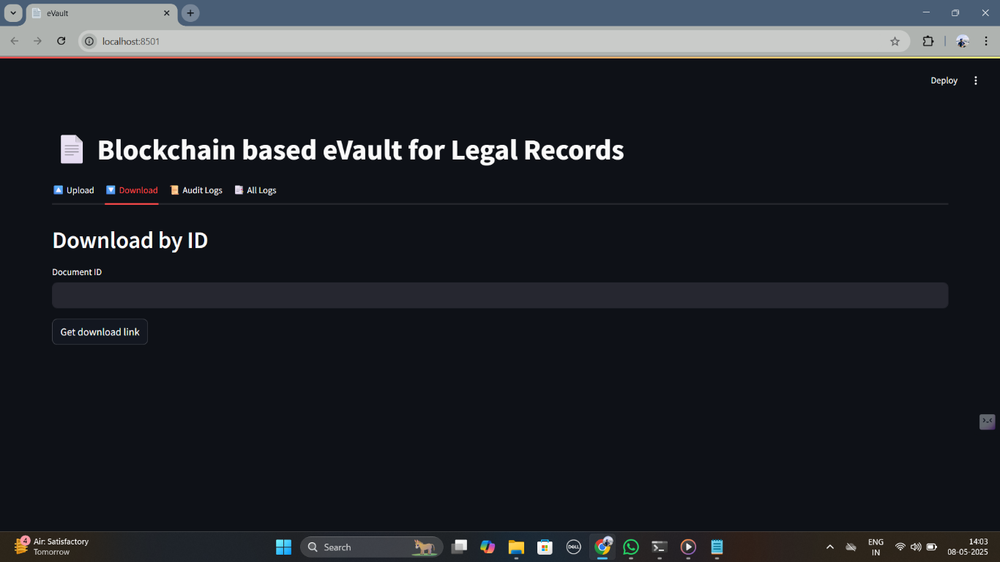 eVault
localhost:8501
Deploy
Blockchain based eVault for Legal Records
Upload
Download
Audit Logs
All Logs
Download by ID
Document ID
Get download link
>_<
4
Air: Satisfactory
Tomorrow
Search
DELL
ENG
IN
14:03
08-05-2025